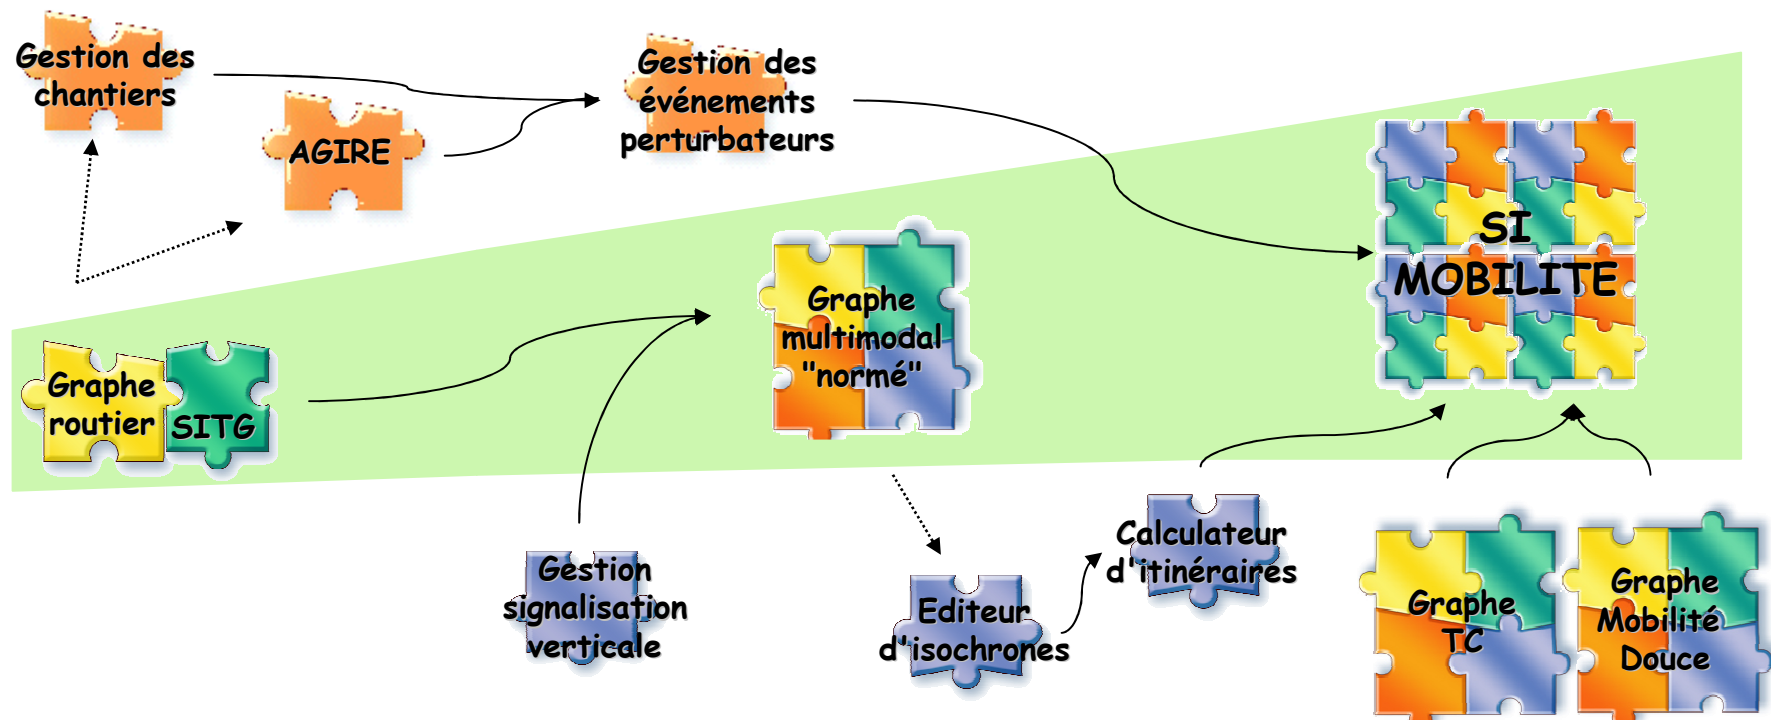 Gestion des
chantiers
AGIRE
Gestion des
événements
perturbateurs
SI
MOBILITE
Graphe
multimodal
"normé"
Graphe
routier
SITG
Gestion
signalisation
verticale
Editeur
d'isochrones
Calculateur
d'itinéraires
Graphe
TC
Graphe
Mobilité
Douce